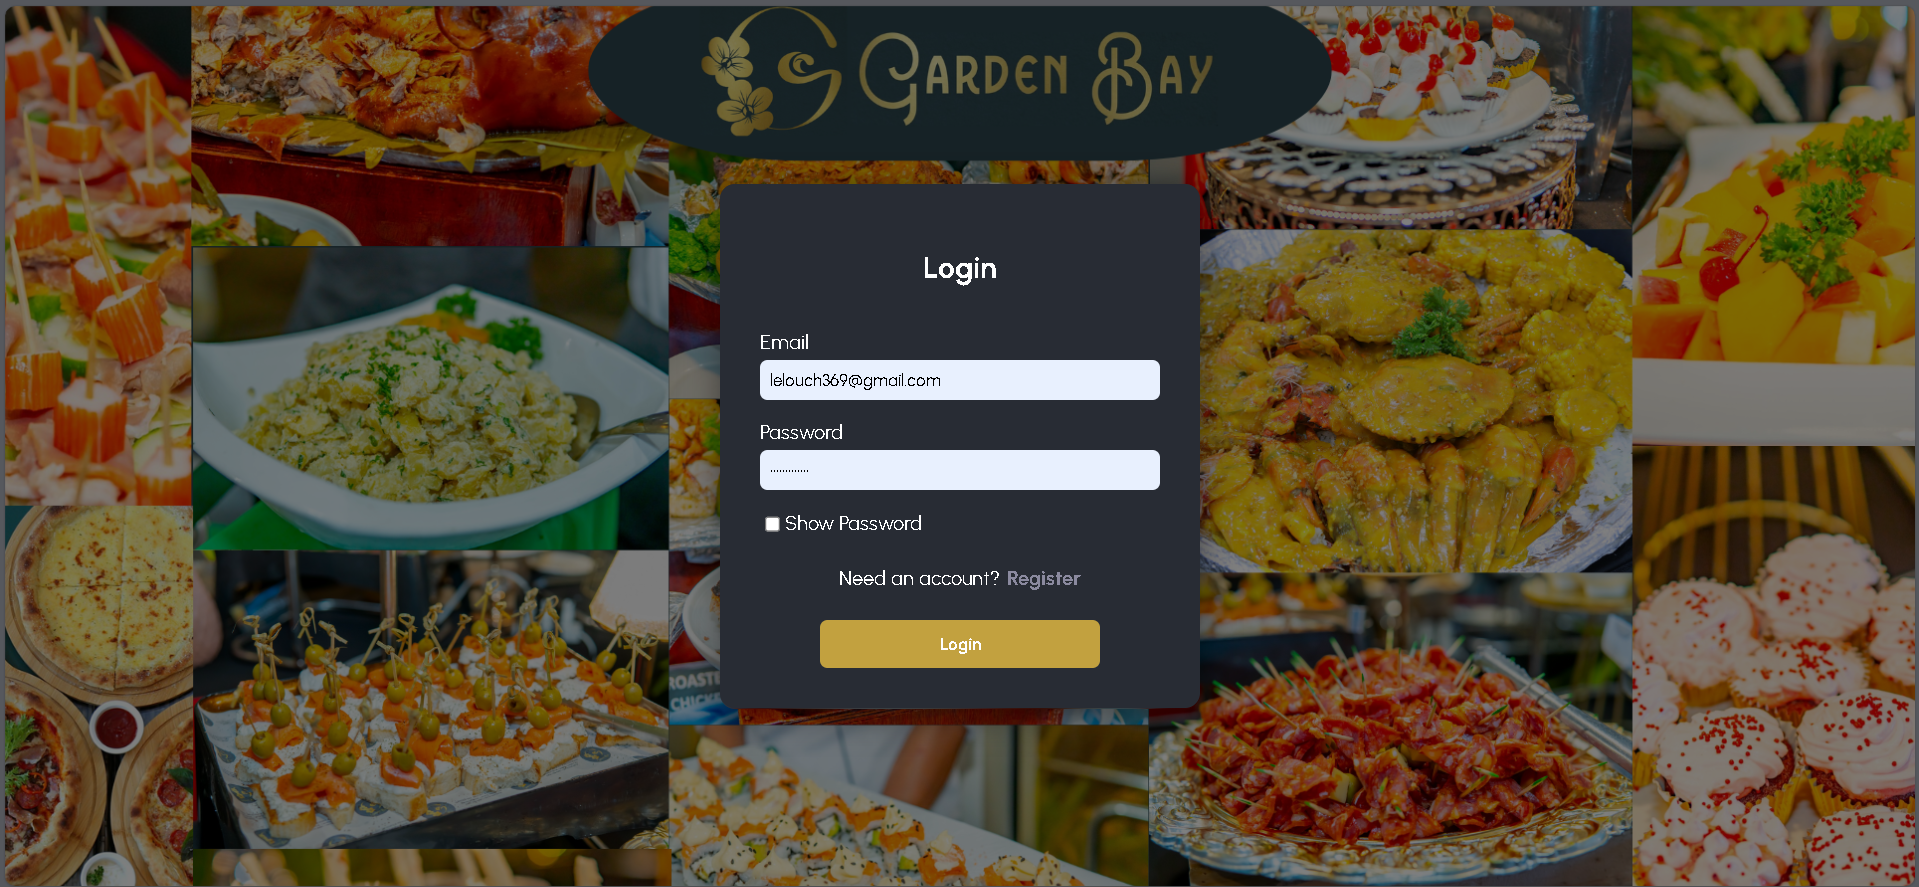 GARDEN BAY
Login
Email
lelouch369@gmail.com
Password
·············
Show Password
Need an account? Register
Login
ROASTE
CHICKE